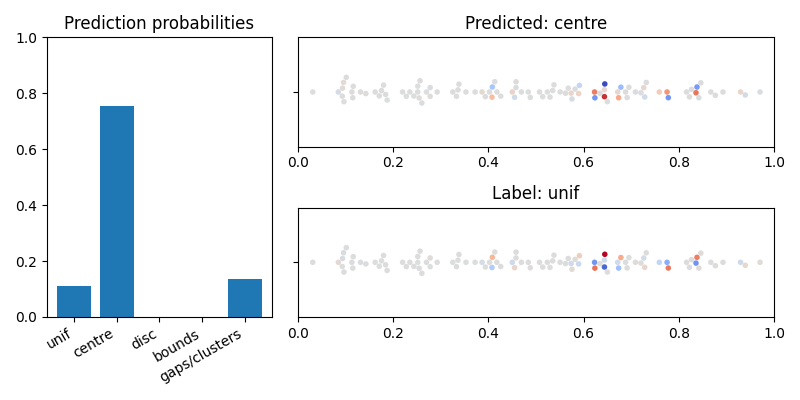 Prediction probabilities
1.0
0.8
0.6
0.4
0.2
0.0
unif
centre
disc
bounds
gaps/clusters
Predicted: centre
0.0 0.2 0.4 0.6 0.8 1.0
Label: unif
0.0 0.2 0.4 0.6 0.8 1.0